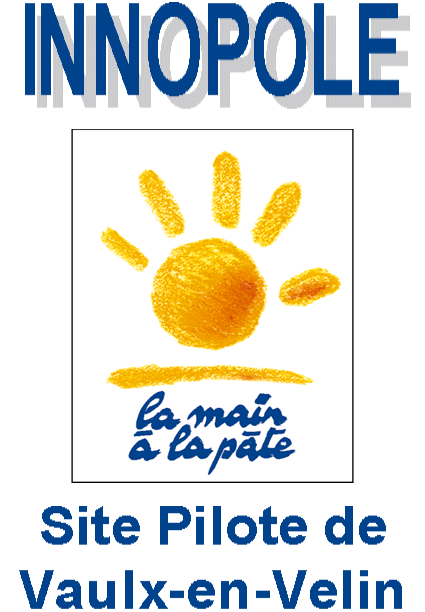 INNOPOLE
la main
à la pâte
Site Pilote de
Vaulx-en-Velin